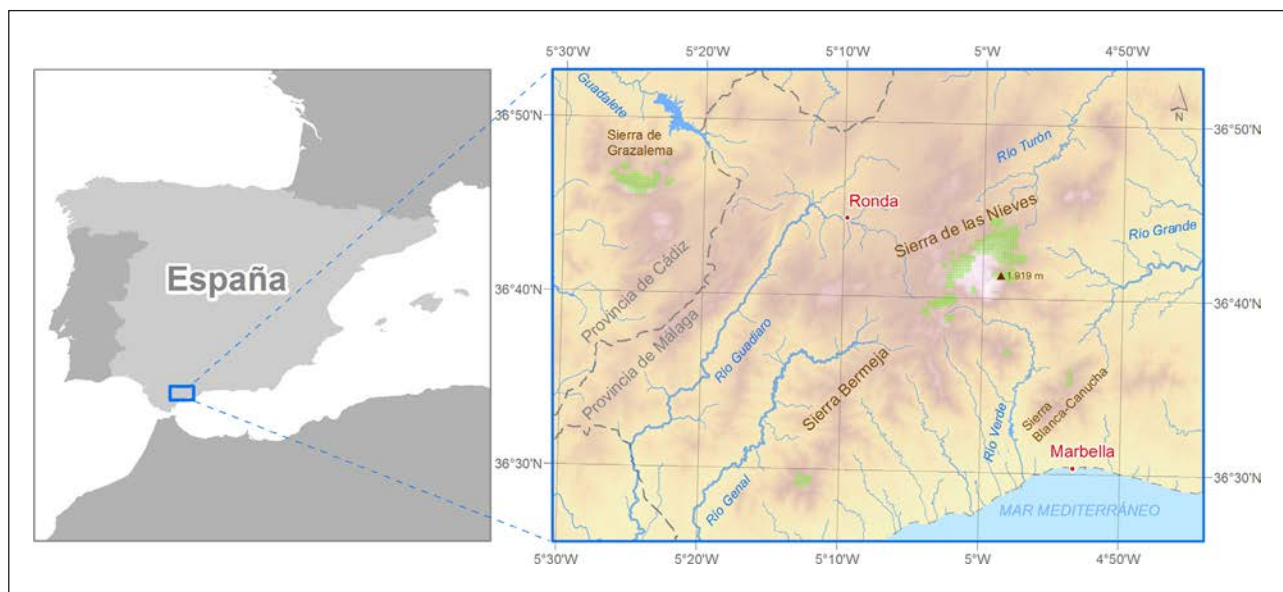 España
5°30'W
5°20'W
5°10'W
5°W
4°50'W
36°50'N
36°40'N
36°30'N
36°50'N
36°40'N
36°30'N
N
Guadalete
Sierra de
Grazalema
Río Turón
Ronda
Sierra de las Nieves
Río Grande
1.919 m
Provincia de Cádiz
Provincia de Málaga
Río Guadiaro
Sierra Bermeja
Río Genal
Río Verde
Sierra
Blanca-Canucha
Marbella
MAR MEDITERRÁNEO
5°30'W
5°20'W
5°10'W
5°W
4°50'W